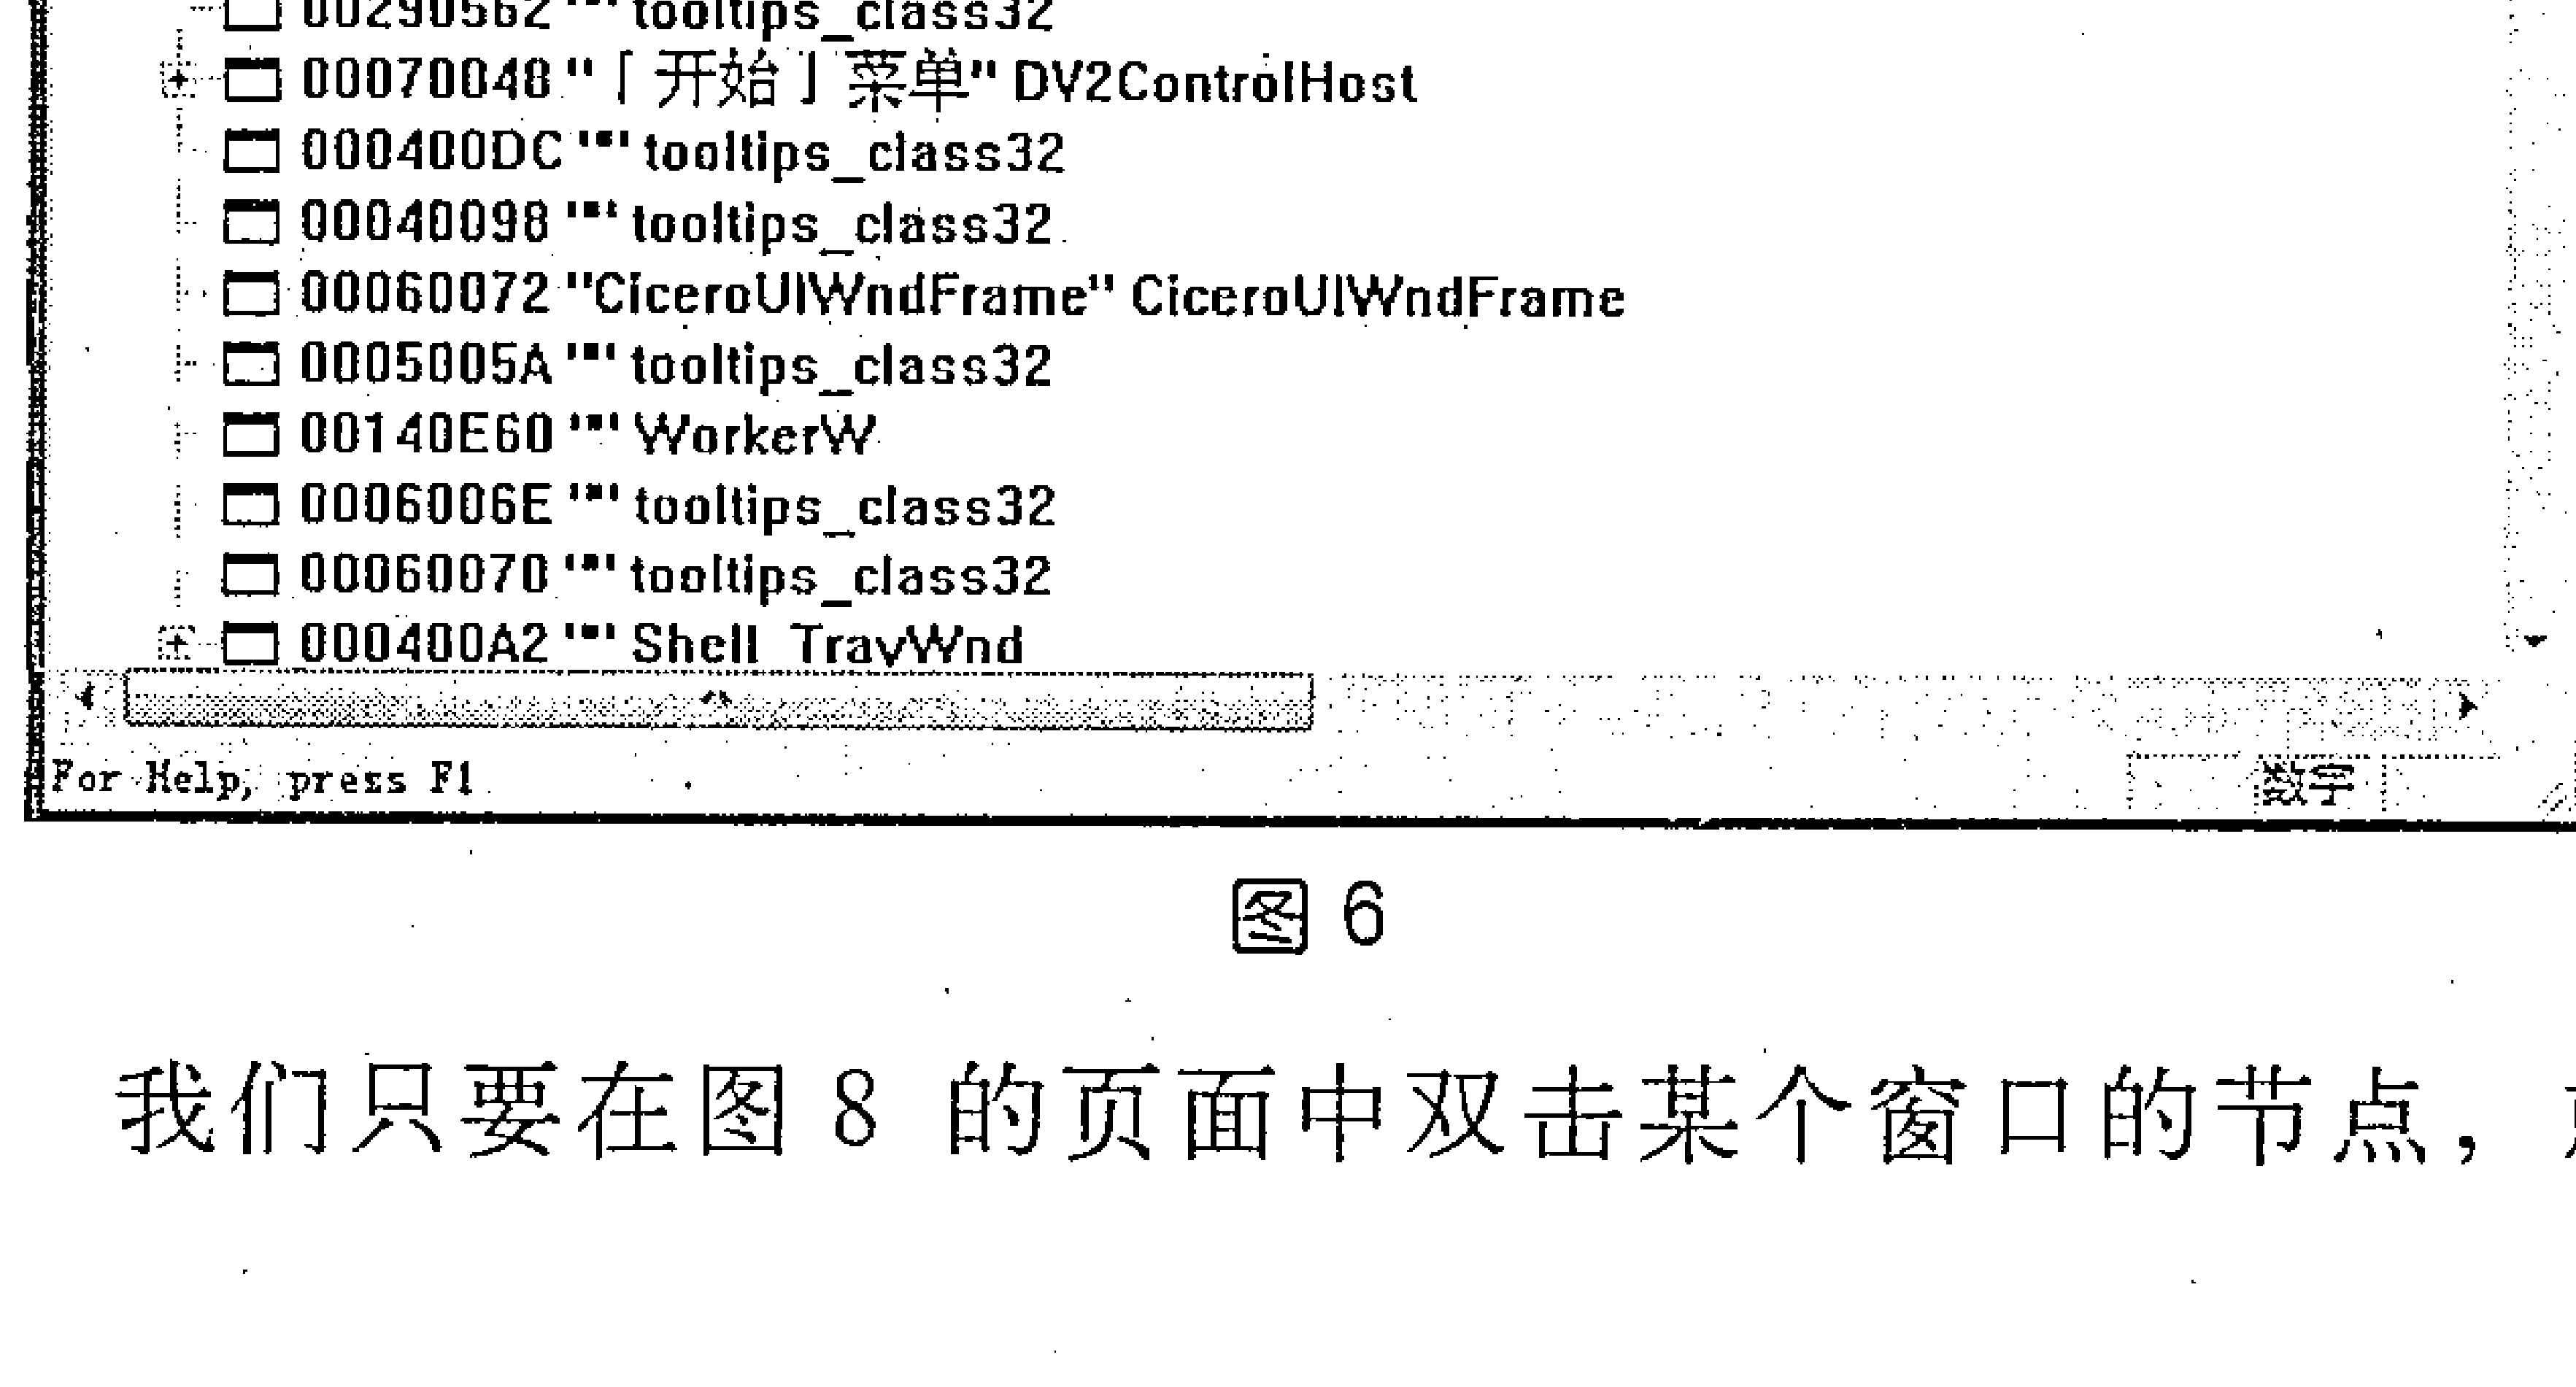 00290562 "" tooltips_class32
00070048 "「开始」菜单" DV2ControlHost
000400DC "" tooltips_class32
00040098 "" tooltips_class32
00060072 "CiceroUIWndFrame" CiceroUIWndFrame
0005005A "" tooltips_class32
00140E60 "" WorkerW
0006006E "" tooltips_class32
00060070 "" tooltips_class32
000400A2 "" Shell_TrayWnd
For Help, press F1 数字
图 6
我们只要在图 8 的页面中双击某个窗口的节点，